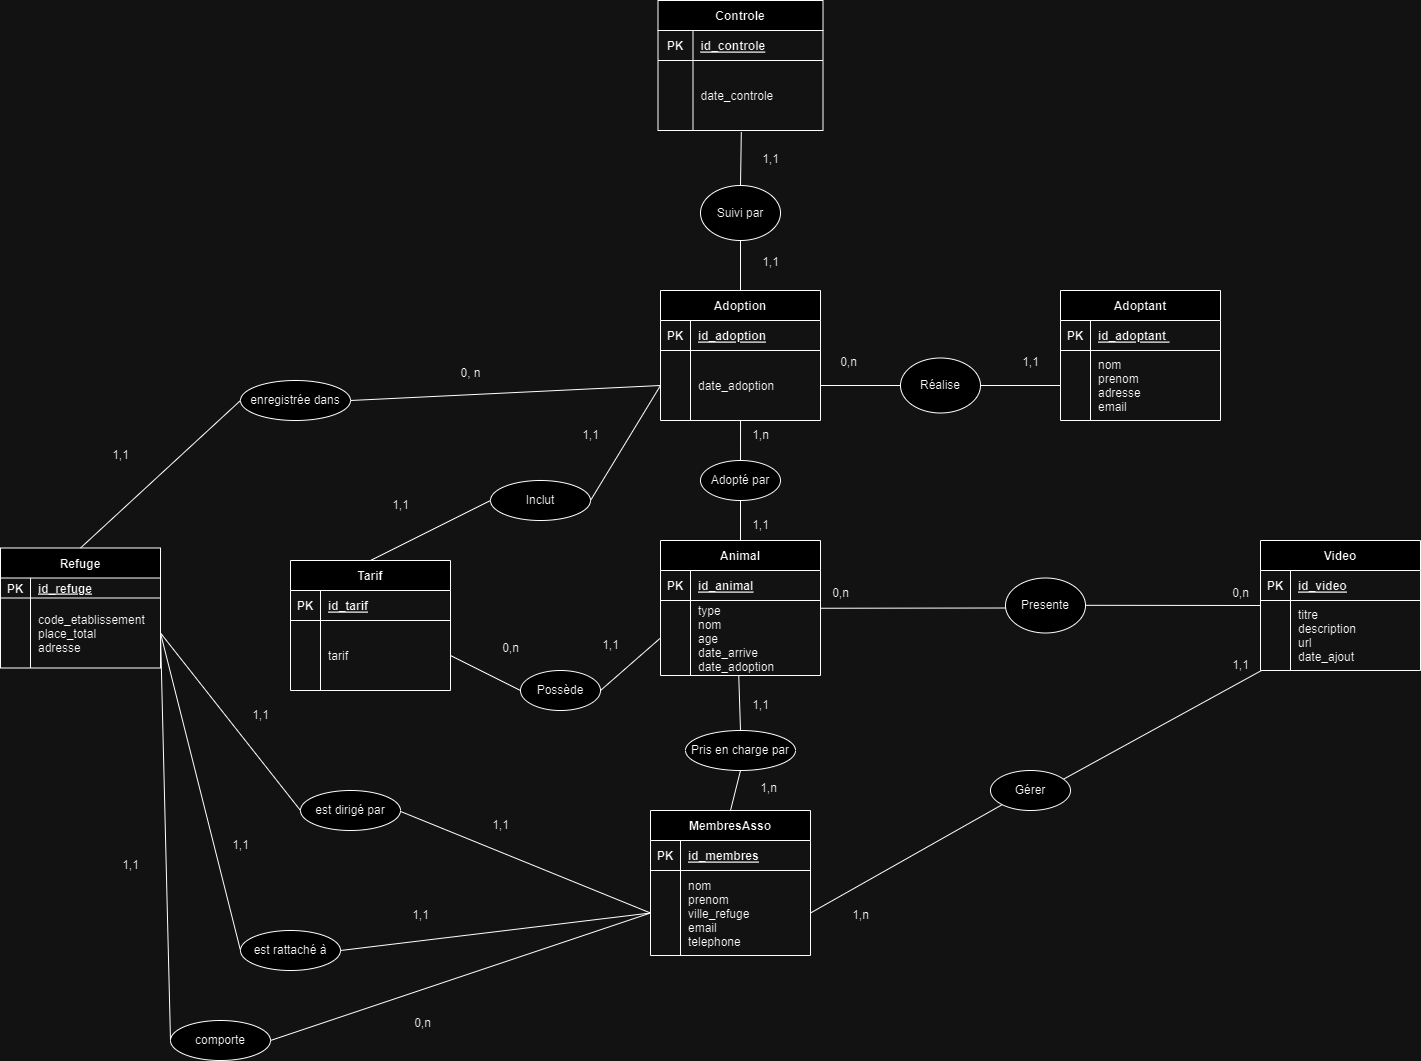 Controle
PK id_controle
date_controle
1,1
Suivi par
1,1
Adoption
PK id_adoption
date_adoption
Adoptant
PK id_adoptant
nom
prenom
adresse
email
0,n
Réalise
1,1
enregistrée dans
0, n
1,1
1,1
Inclut
1,1
1,n
Adopté par
1,1
Refuge
PK id_refuge
code_etablissement
place_total
adresse
Tarif
PK id_tarif
tarif
Animal
PK id_animal
type
nom
age
date_arrive
date_adoption
Video
PK id_video
titre
description
url
date_ajout
0,n
Presente
0,n
0,n
Possède
1,1
1,1
Pris en charge par
1,n
1,1
Gérer
1,n
1,1
est dirigé par
1,1
MembresAsso
PK id_membres
nom
prenom
ville_refuge
email
telephone
1,1
est rattaché à
1,1
1,1
comporte
0,n